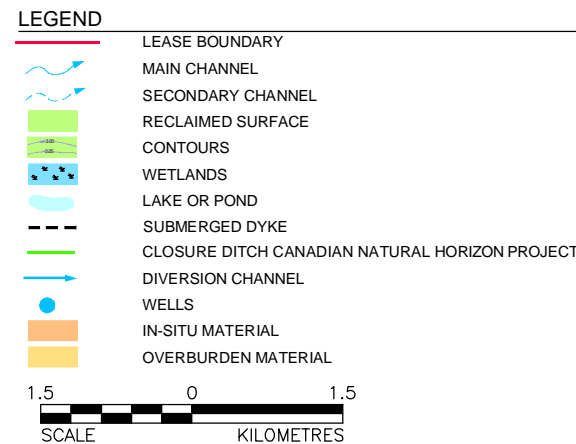 LEGEND
LEASE BOUNDARY
MAIN CHANNEL
SECONDARY CHANNEL
RECLAIMED SURFACE
CONTOURS
WETLANDS
LAKE OR POND
SUBMERGED DYKE
CLOSURE DITCH CANADIAN NATURAL HORIZON PROJECT
DIVERSION CHANNEL
WELLS
IN-SITU MATERIAL
OVERBURDEN MATERIAL
1.5 0 1.5
SCALE KILOMETRES